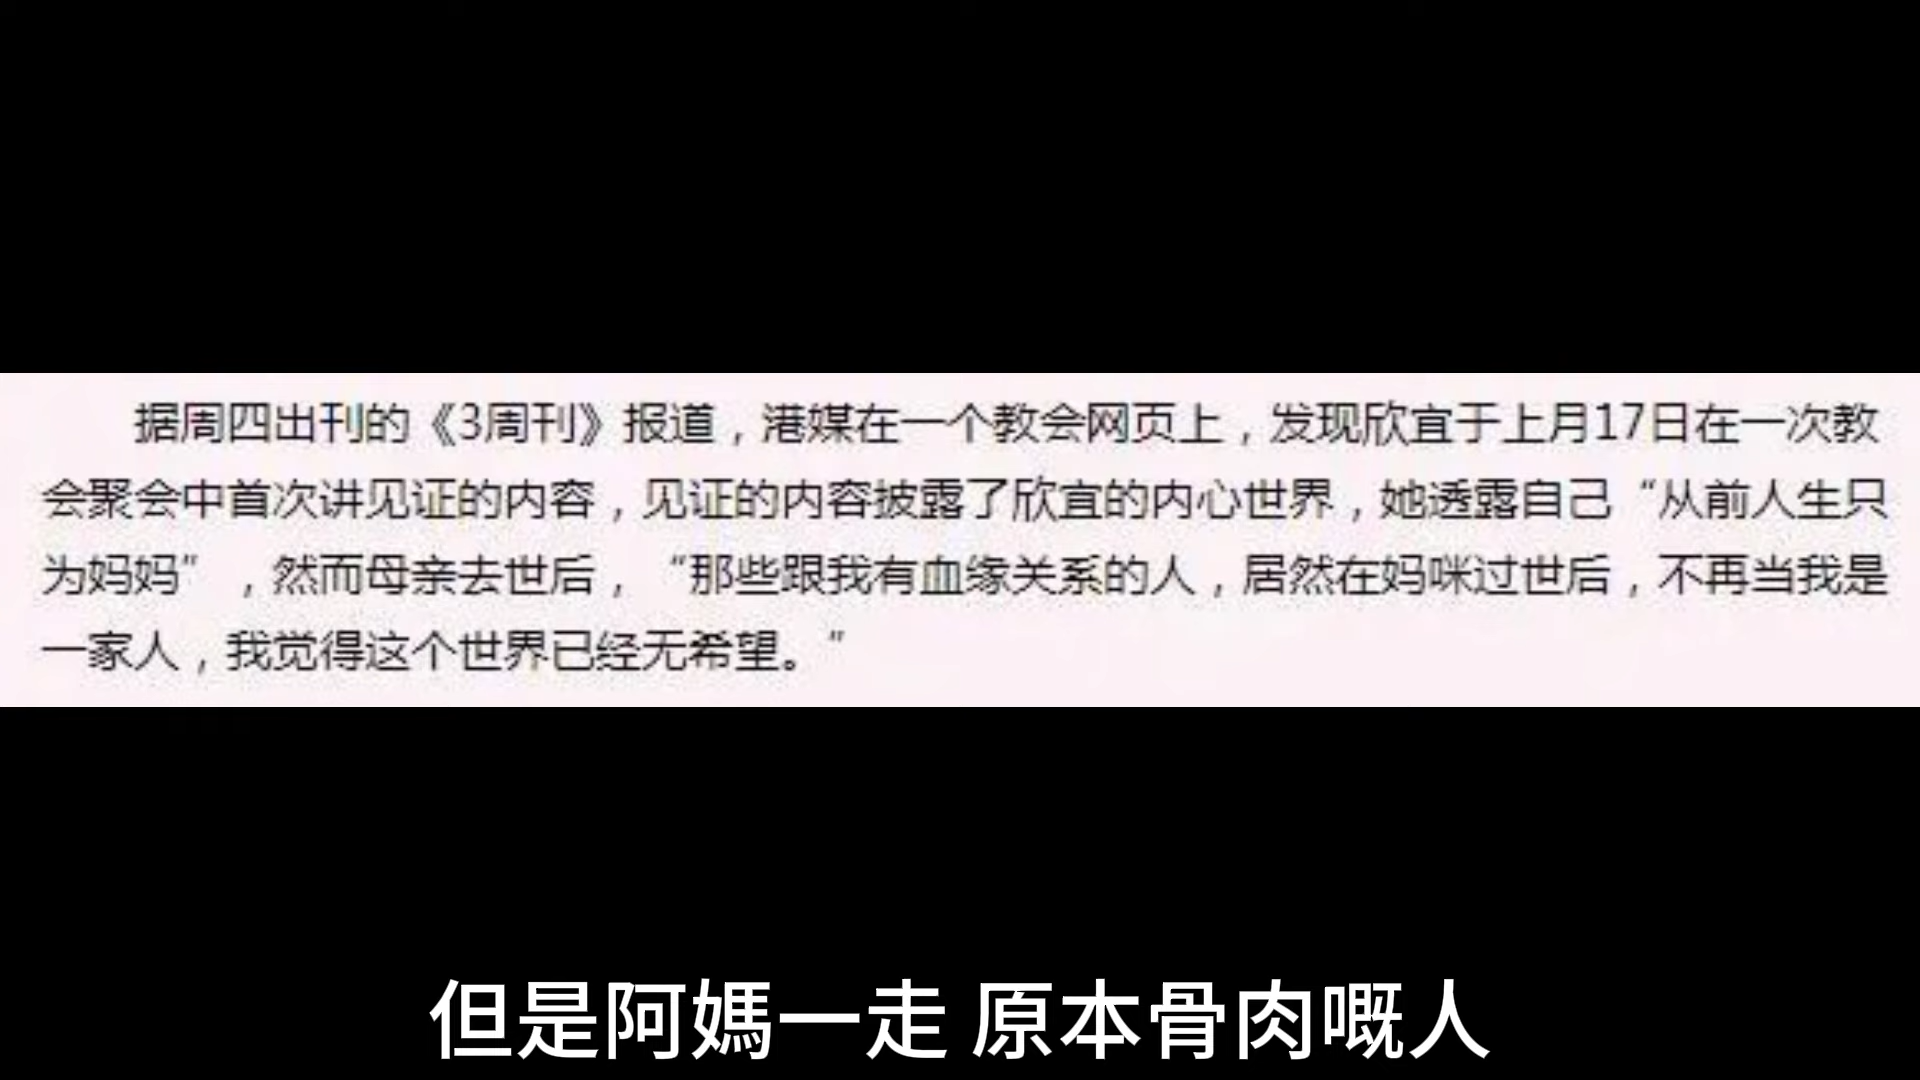 据周四出刊的《3周刊》报道，港媒在一个教会网页上，发现欣宜于上月17日在一次教
会聚会中首次讲见证的内容，见证的内容披露了欣宜的内心世界，她透露自己“从前人生只
为妈妈”，然而母亲去世后，“那些跟我有血缘关系的人，居然在妈咪过世后，不再当我是
一家人，我觉得这个世界已经无希望。”
但是阿媽一走 原本骨肉嘅人